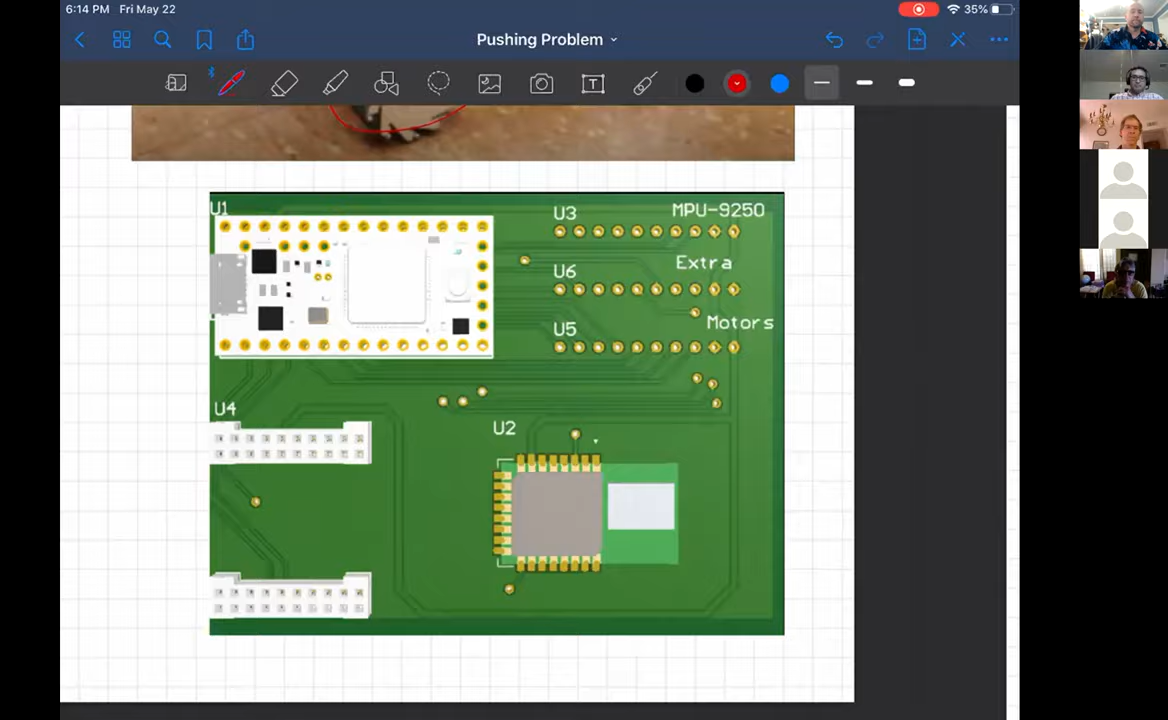 6:14 PM Fri May 22
35%
Pushing Problem
T
U1
U3
MPU-9250
U6
Extra
U5
Motors
U4
U2